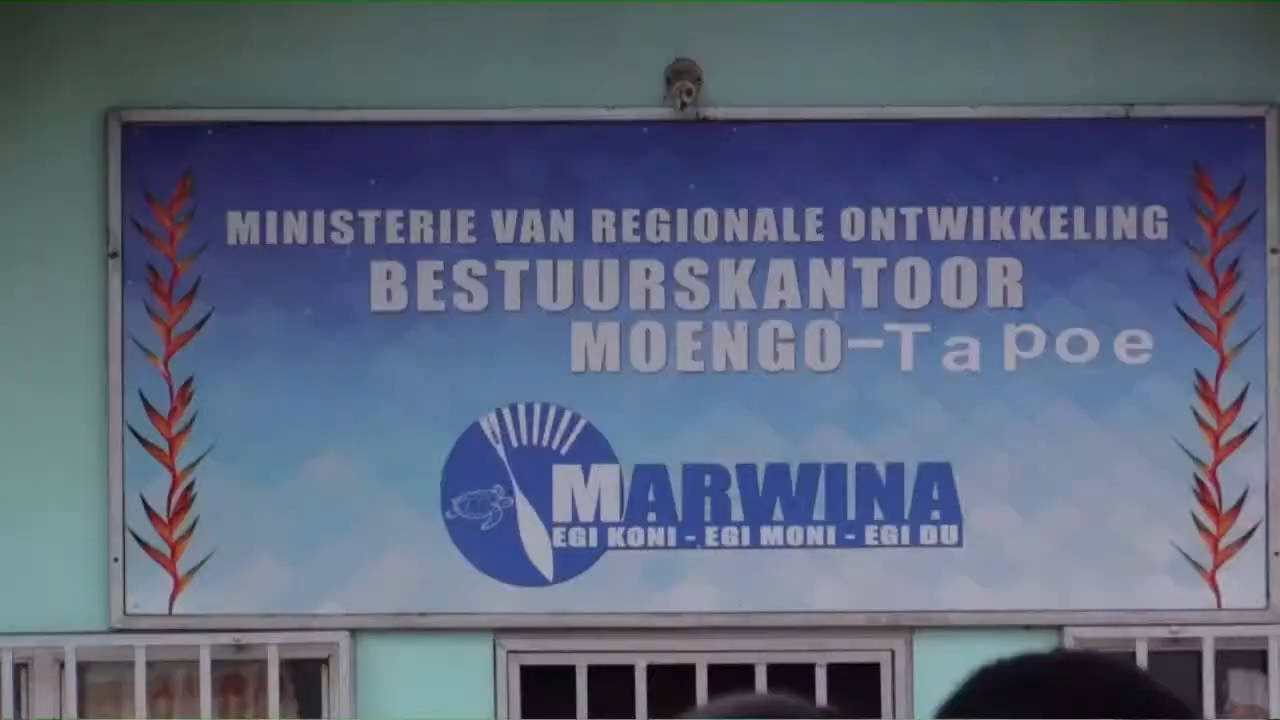 MINISTERIE VAN REGIONALE ONTWIKKELING
BESTUURSKANTOOR
MOENGO-Tapoe
MARWINA
EGI KONI - EGI MONI - EGI DU